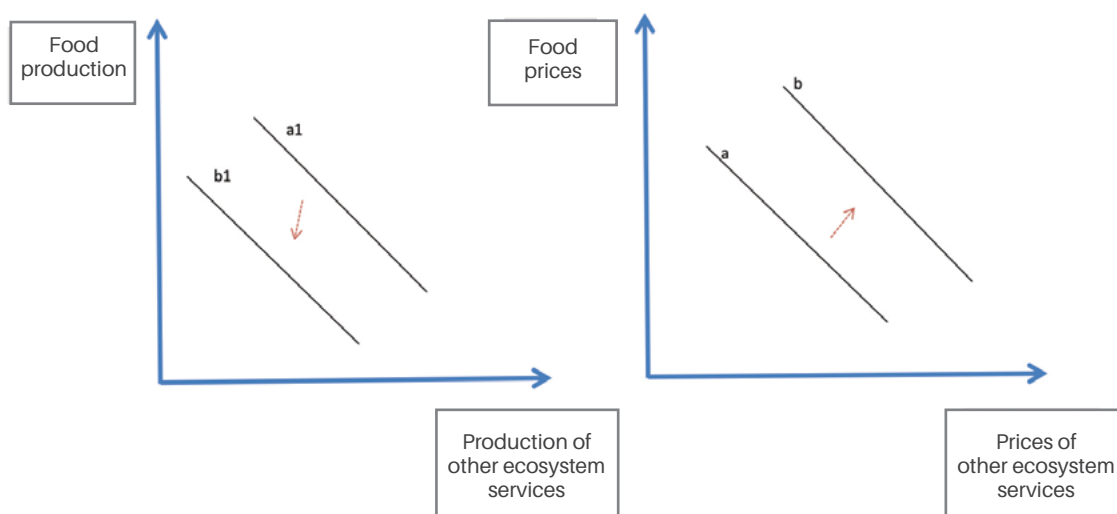 Food
production
a1
b1
Production of
other ecosystem
services
Food
prices
b
a
Prices of
other ecosystem
services